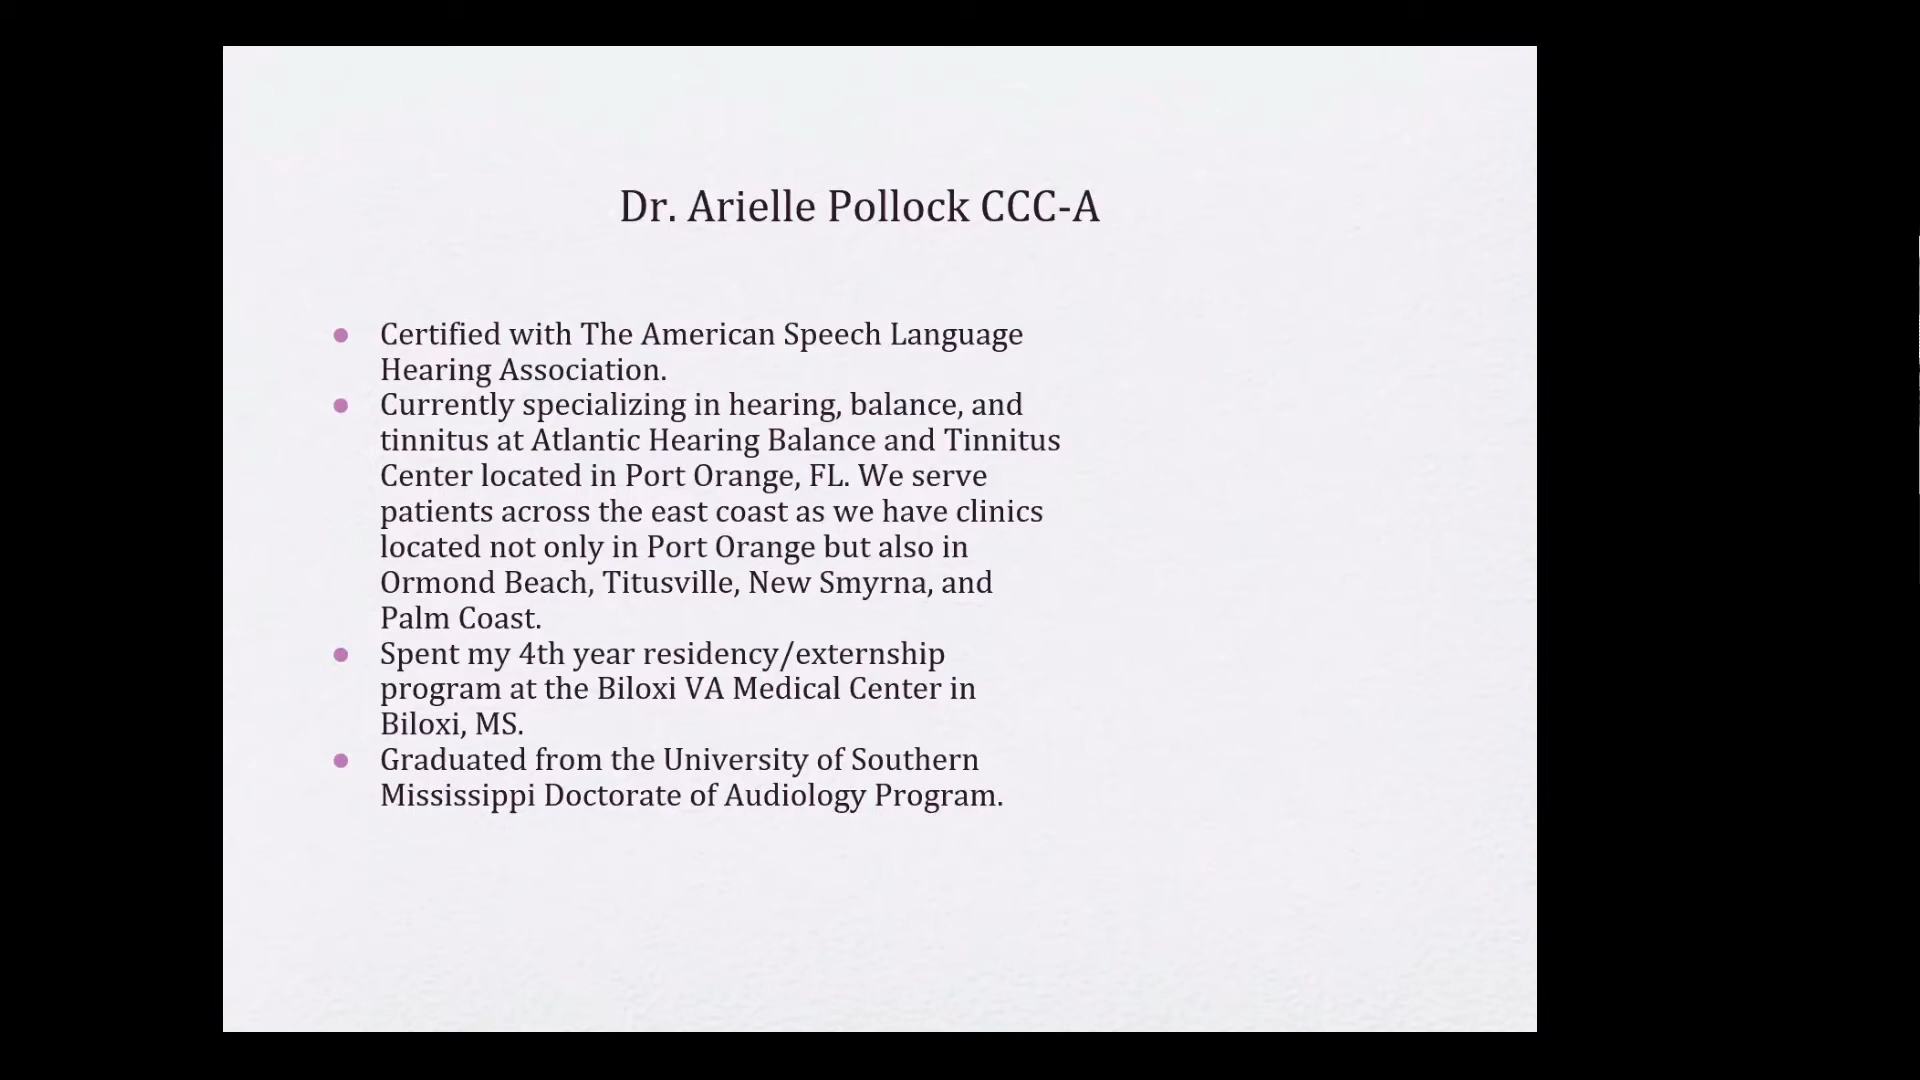 Dr. Arielle Pollock CCC-A
Certified with The American Speech Language
Hearing Association.
Currently specializing in hearing, balance, and
tinnitus at Atlantic Hearing Balance and Tinnitus
Center located in Port Orange, FL. We serve
patients across the east coast as we have clinics
located not only in Port Orange but also in
Ormond Beach, Titusville, New Smyrna, and
Palm Coast.
Spent my 4th year residency/externship
program at the Biloxi VA Medical Center in
Biloxi, MS.
Graduated from the University of Southern
Mississippi Doctorate of Audiology Program.